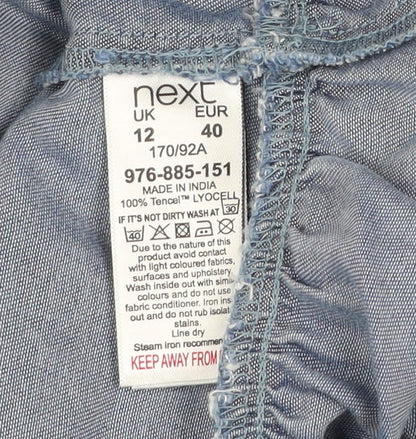 next
UK EUR
12 40
170/92A
976-885-151
MADE IN INDIA
100% Tencel™ LYOCELL
IF IT'S NOT DIRTY WASH AT 30
40
Due to the nature of this
product avoid contact
with light coloured fabrics,
surfaces and upholstery.
Wash inside out with simi
colours and do not use
fabric conditioner. Iron ins
out and do not rub isolat
stains.
Line dry
Steam iron recommen
KEEP AWAY FROM